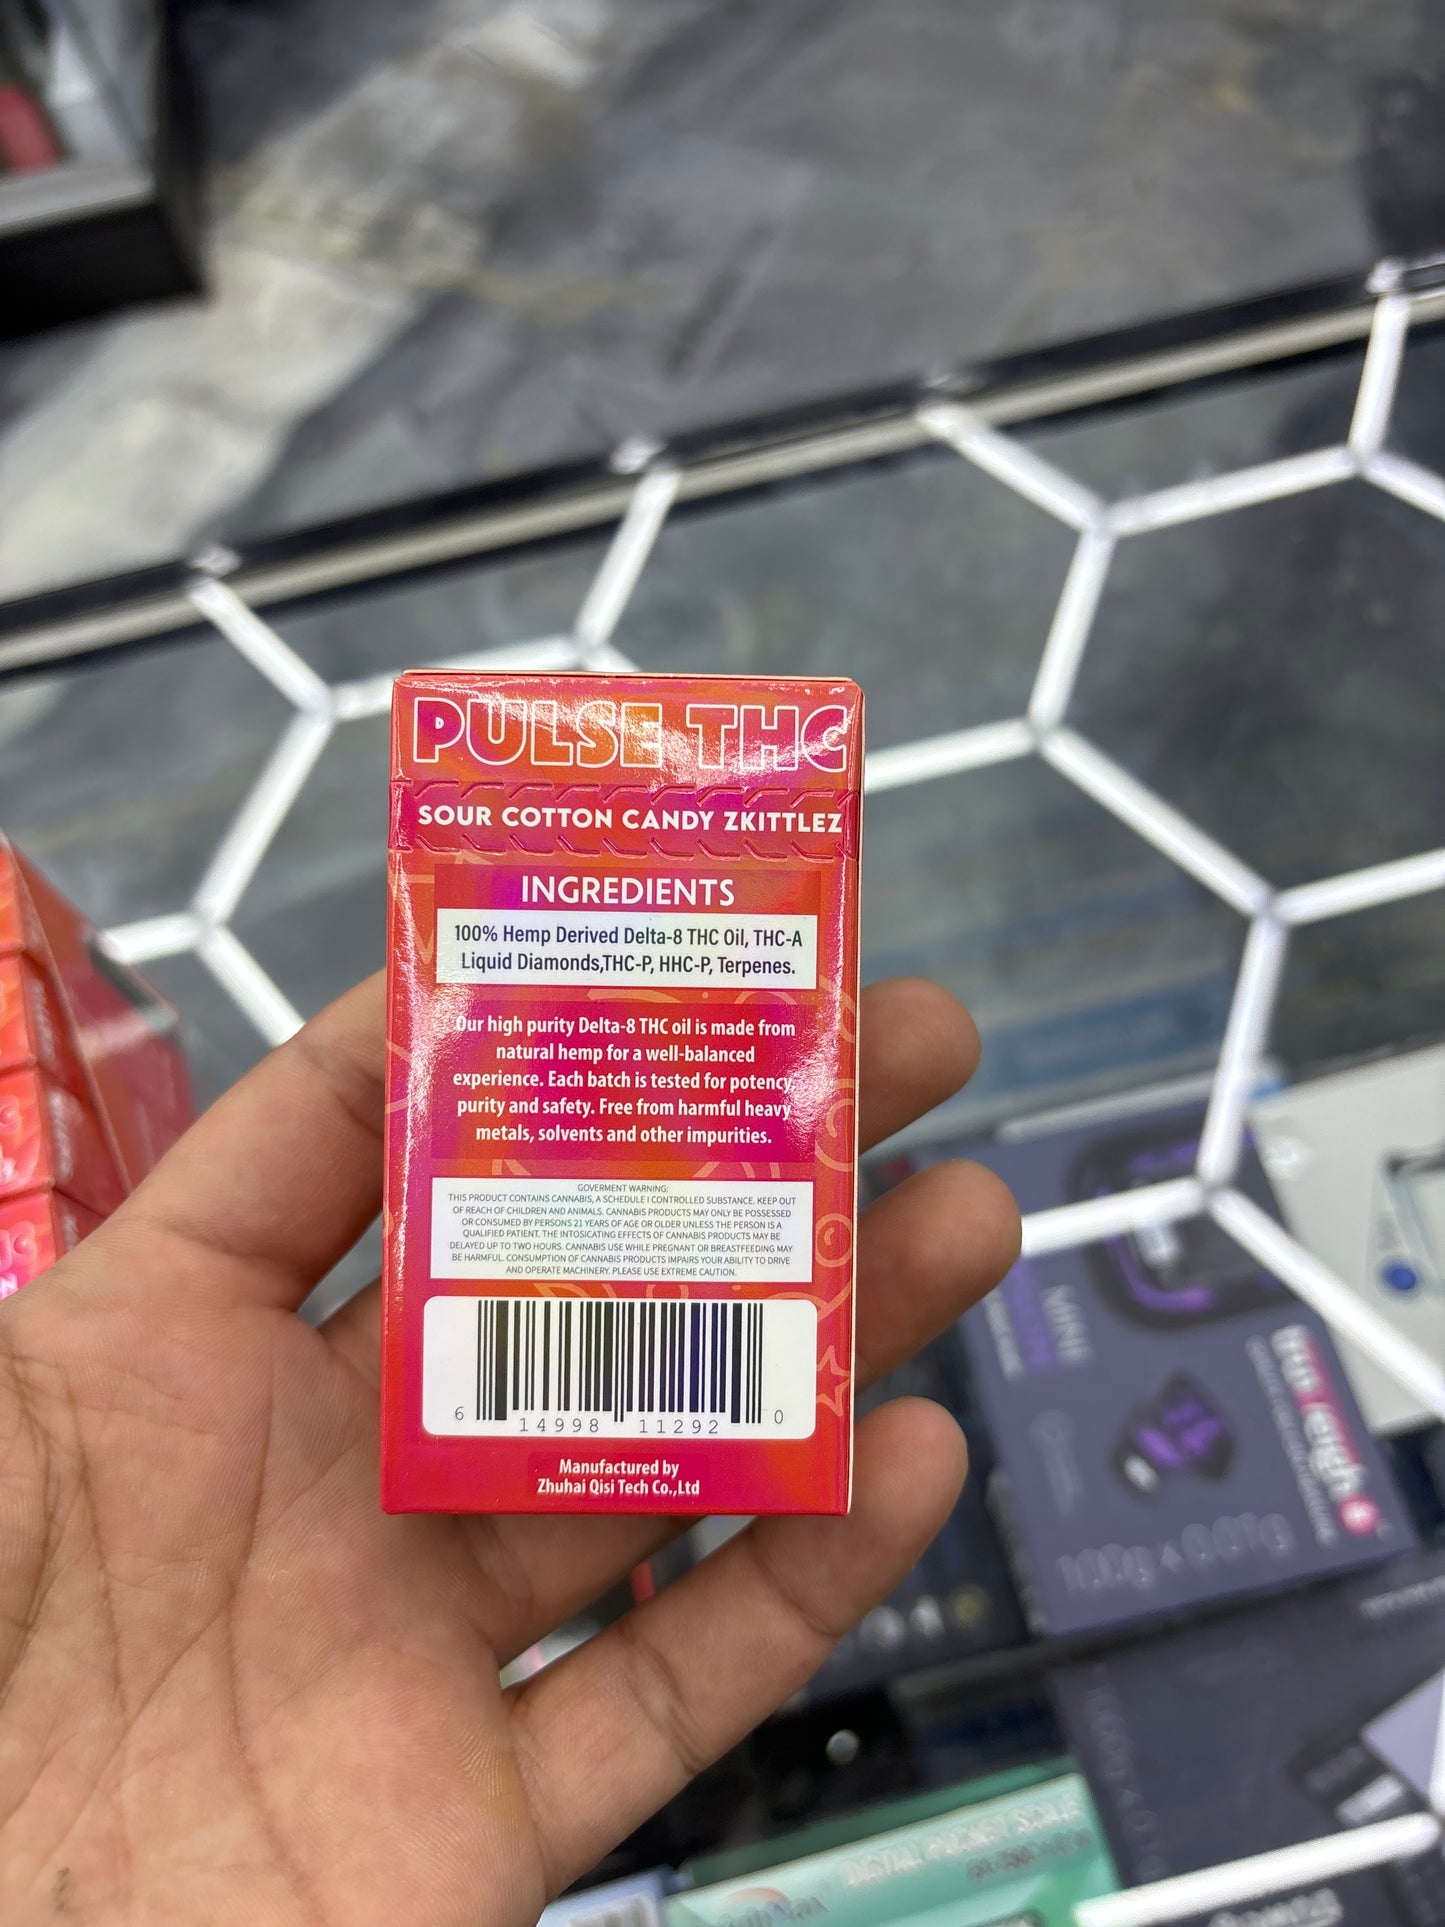 PULSE THC
SOUR COTTON CANDY ZKITTLEZ
INGREDIENTS
100% Hemp Derived Delta-8 THC Oil, THC-A
Liquid Diamonds,THC-P, HHC-P, Terpenes.
Our high purity Delta-8 THC oil is made from
natural hemp for a well-balanced
experience. Each batch is tested for potency,
purity and safety. Free from harmful heavy
metals, solvents and other impurities.
GOVERMENT WARNING:
THIS PRODUCT CONTAINS CANNABIS, A SCHEDULE I CONTROLLED SUBSTANCE. KEEP OUT
OF REACH OF CHILDREN AND ANIMALS. CANNABIS PRODUCTS MAY ONLY BE POSSESSED
OR CONSUMED BY PERSONS 21 YEARS OF AGE OR OLDER UNLESS THE PERSON IS A
QUALIFIED PATIENT. THE INTOSICATING EFFECTS OF CANNABIS PRODUCTS MAY BE
DELAYED UP TO TWO HOURS. CANNABIS USE WHILE PREGNANT OR BREASTFEEDING MAY
BE HARMFUL. CONSUMPTION OF CANNABIS PRODUCTS IMPAIRS YOUR ABILITY TO DRIVE
AND OPERATE MACHINERY. PLEASE USE EXTREME CAUTION.
6 14998 11292 0
Manufactured by
Zhuhai Qisi Tech Co.,Ltd
100g 0.01g
DIGITAL POCKET SCALE